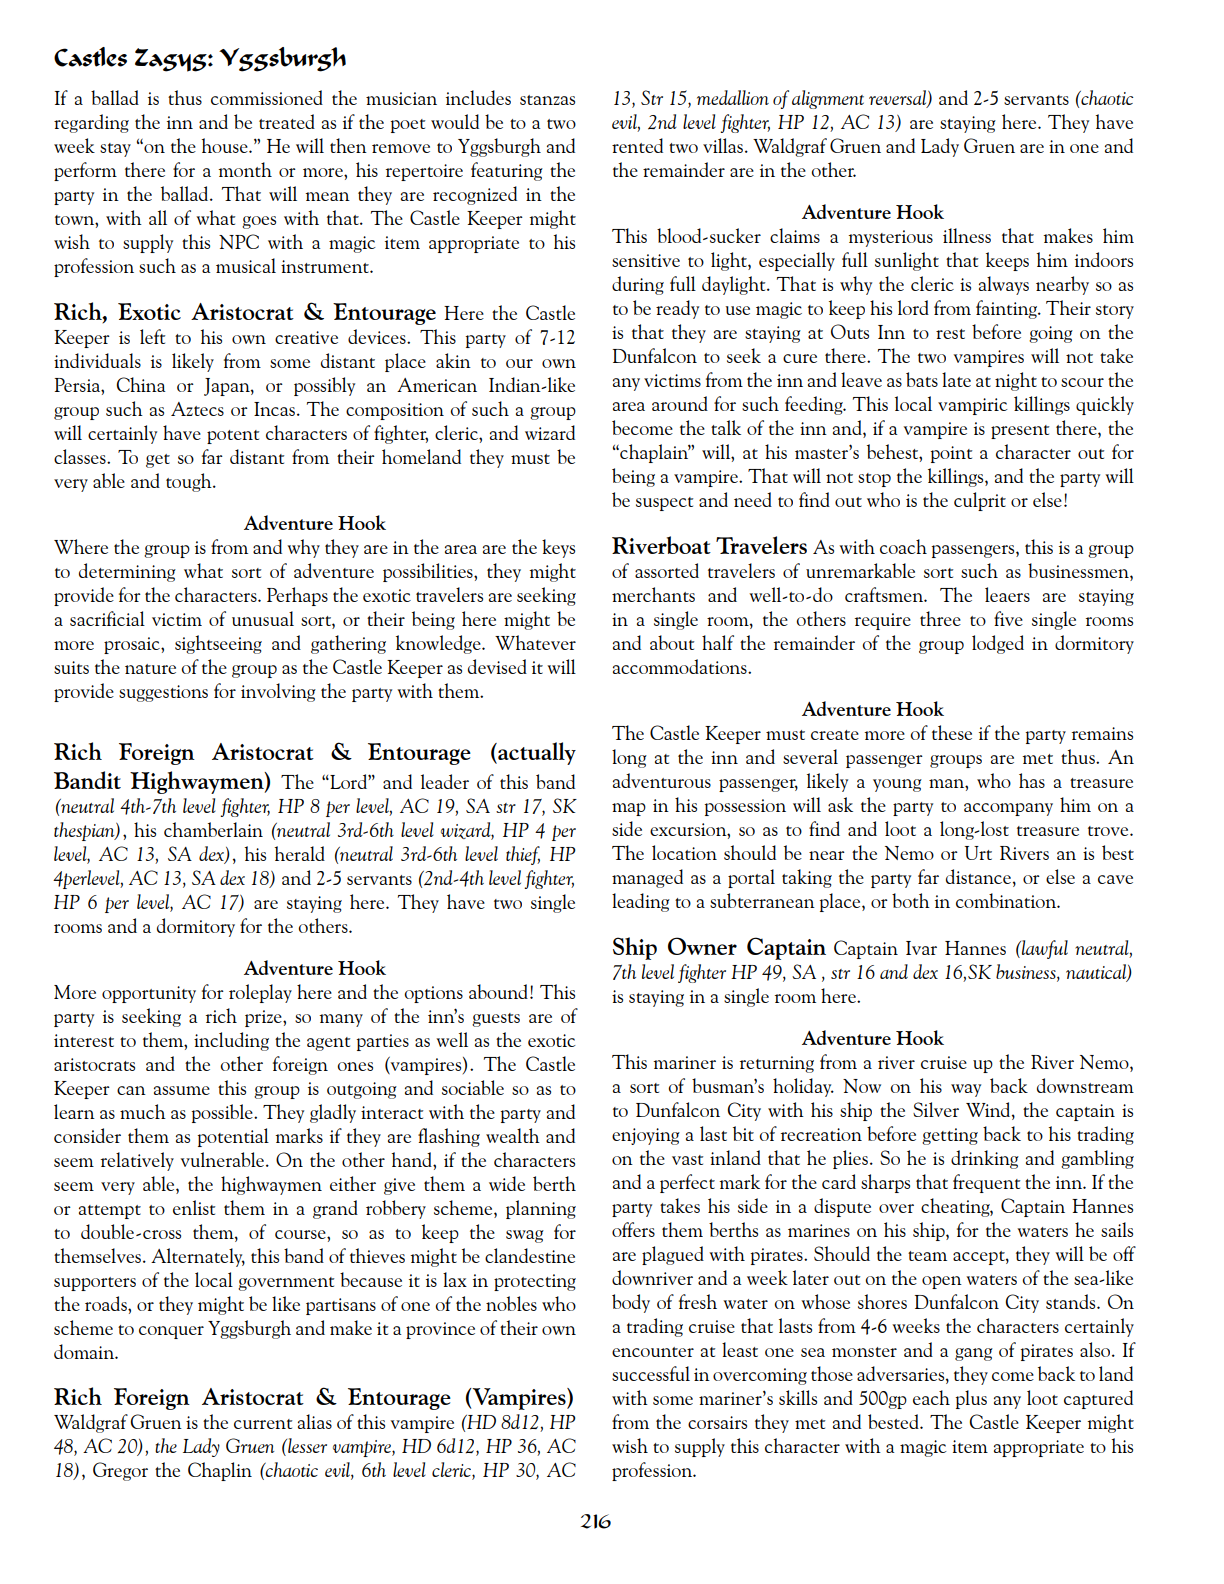 Castles Zagyg: Yggsburgh
If a ballad is thus commissioned the musician includes stanzas
regarding the inn and be treated as if the poet would be to a two
week stay “on the house.” He will then remove to Yggsburgh and
perform there for a month or more, his repertoire featuring the
party in the ballad. That will mean they are recognized in the
town, with all of what goes with that. The Castle Keeper might
wish to supply this NPC with a magic item appropriate to his
profession such as a musical instrument.
Rich, Exotic Aristocrat & Entourage Here the Castle
Keeper is left to his own creative devices. This party of 7-12
individuals is likely from some distant place akin to our own
Persia, China or Japan, or possibly an American Indian-like
group such as Aztecs or Incas. The composition of such a group
will certainly have potent characters of fighter, cleric, and wizard
classes. To get so far distant from their homeland they must be
very able and tough.
Adventure Hook
Where the group is from and why they are in the area are the keys
to determining what sort of adventure possibilities, they might
provide for the characters. Perhaps the exotic travelers are seeking
a sacrificial victim of unusual sort, or their being here might be
more prosaic, sightseeing and gathering knowledge. Whatever
suits the nature of the group as the Castle Keeper as devised it will
provide suggestions for involving the party with them.
Rich Foreign Aristocrat & Entourage (actually
Bandit Highwaymen) The “Lord” and leader of this band
(neutral 4th-7th level fighter, HP 8 per level, AC 19, SA str 17, SK
thespian), his chamberlain (neutral 3rd-6th level wizard, HP 4 per
level, AC 13, SA dex), his herald (neutral 3rd-6th level thief, HP
4perlevel, AC 13, SA dex 18) and 2-5 servants (2nd-4th level fighter,
HP 6 per level, AC 17) are staying here. They have two single
rooms and a dormitory for the others.
Adventure Hook
More opportunity for roleplay here and the options abound! This
party is seeking a rich prize, so many of the inn’s guests are of
interest to them, including the agent parties as well as the exotic
aristocrats and the other foreign ones (vampires). The Castle
Keeper can assume this group is outgoing and sociable so as to
learn as much as possible. They gladly interact with the party and
consider them as potential marks if they are flashing wealth and
seem relatively vulnerable. On the other hand, if the characters
seem very able, the highwaymen either give them a wide berth
or attempt to enlist them in a grand robbery scheme, planning
to double-cross them, of course, so as to keep the swag for
themselves. Alternately, this band of thieves might be clandestine
supporters of the local government because it is lax in protecting
the roads, or they might be like partisans of one of the nobles who
scheme to conquer Yggsburgh and make it a province of their own
domain.
Rich Foreign Aristocrat & Entourage (Vampires)
Waldgraf Gruen is the current alias of this vampire (HD 8d12, HP
48, AC 20), the Lady Gruen (lesser vampire, HD 6d12, HP 36, AC
18), Gregor the Chaplin (chaotic evil, 6th level cleric, HP 30, AC
13, Str 15, medallion of alignment reversal) and 2-5 servants (chaotic
evil, 2nd level fighter, HP 12, AC 13) are staying here. They have
rented two villas. Waldgraf Gruen and Lady Gruen are in one and
the remainder are in the other.
Adventure Hook
This blood-sucker claims a mysterious illness that makes him
sensitive to light, especially full sunlight that keeps him indoors
during full daylight. That is why the cleric is always nearby so as
to be ready to use magic to keep his lord from fainting. Their story
is that they are staying at Outs Inn to rest before going on the
Dunfalcon to seek a cure there. The two vampires will not take
any victims from the inn and leave as bats late at night to scour the
area around for such feeding. This local vampiric killings quickly
become the talk of the inn and, if a vampire is present there, the
“chaplain” will, at his master’s behest, point a character out for
being a vampire. That will not stop the killings, and the party will
be suspect and need to find out who is the culprit or else!
Riverboat Travelers As with coach passengers, this is a group
of assorted travelers of unremarkable sort such as businessmen,
merchants and well-to-do craftsmen. The leaers are staying
in a single room, the others require three to five single rooms
and about half the remainder of the group lodged in dormitory
accommodations.
Adventure Hook
The Castle Keeper must create more of these if the party remains
long at the inn and several passenger groups are met thus. An
adventurous passenger, likely a young man, who has a treasure
map in his possession will ask the party to accompany him on a
side excursion, so as to find and loot a long-lost treasure trove.
The location should be near the Nemo or Urt Rivers an is best
managed as a portal taking the party far distance, or else a cave
leading to a subterranean place, or both in combination.
Ship Owner Captain Captain Ivar Hannes (lawful neutral,
7th level fighter HP 49, SA , str 16 and dex 16,SK business, nautical)
is staying in a single room here.
Adventure Hook
This mariner is returning from a river cruise up the River Nemo,
a sort of busman’s holiday. Now on his way back downstream
to Dunfalcon City with his ship the Silver Wind, the captain is
enjoying a last bit of recreation before getting back to his trading
on the vast inland that he plies. So he is drinking and gambling
and a perfect mark for the card sharps that frequent the inn. If the
party takes his side in a dispute over cheating, Captain Hannes
offers them berths as marines on his ship, for the waters he sails
are plagued with pirates. Should the team accept, they will be off
downriver and a week later out on the open waters of the sea-like
body of fresh water on whose shores Dunfalcon City stands. On
a trading cruise that lasts from 4-6 weeks the characters certainly
encounter at least one sea monster and a gang of pirates also. If
successful in overcoming those adversaries, they come back to land
with some mariner’s skills and 500gp each plus any loot captured
from the corsairs they met and bested. The Castle Keeper might
wish to supply this character with a magic item appropriate to his
profession.
216